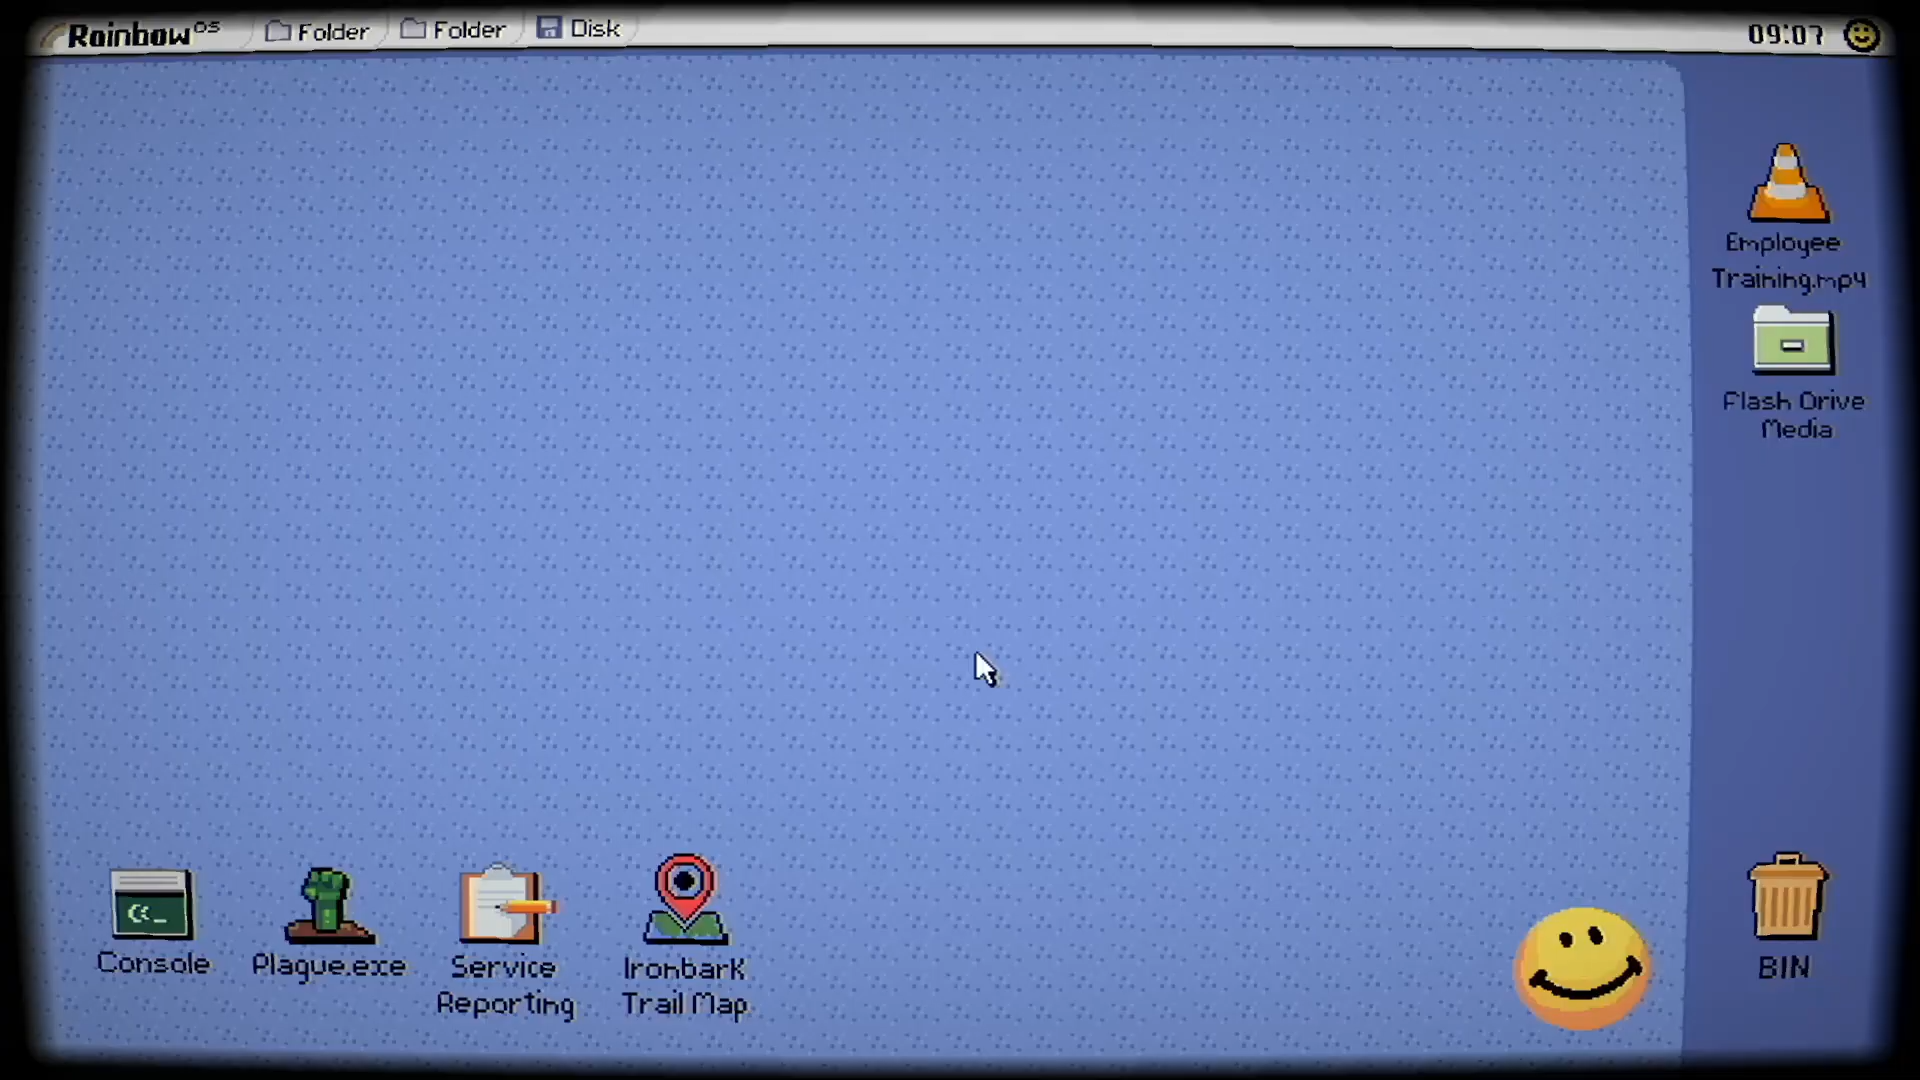 Rainbow OS
Folder
Folder
Disk
09:07
Employee
Training.mp4
Flash Drive
Media
Console
Plague.exe
Service
Reporting
Ironbark
Trail Map
BIN